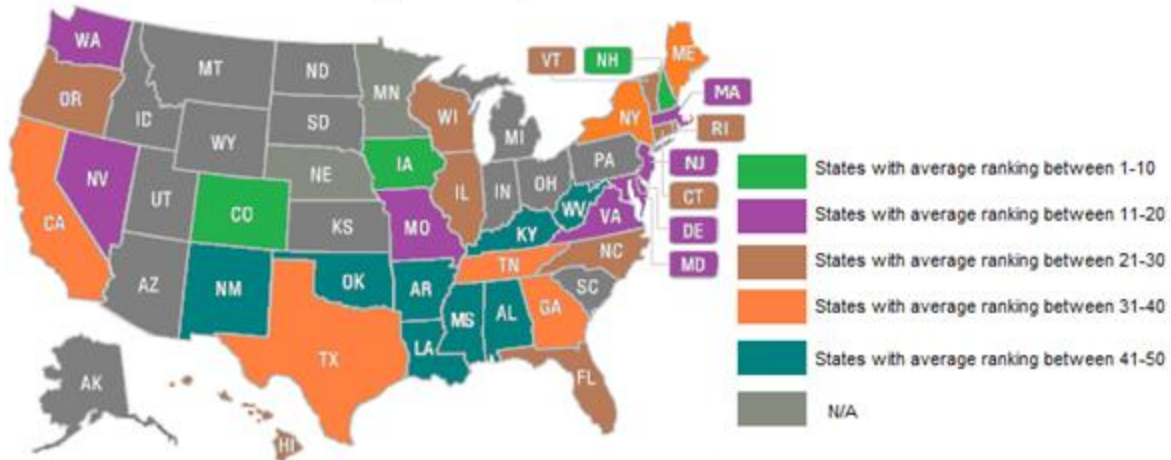 WA
MT
ND
MN
VT
NH
ME
OR
ID
SD
WI
NY
MA
WY
MI
RI
IA
PA
NJ
States with average ranking between 1-10
NV
NE
IL
IN
OH
CT
UT
CO
WV
VA
States with average ranking between 11-20
CA
KS
MO
KY
DE
NC
MD
States with average ranking between 21-30
TN
AZ
NM
OK
AR
SC
MS
AL
GA
States with average ranking between 31-40
LA
TX
States with average ranking between 41-50
AK
FL
N/A
HI